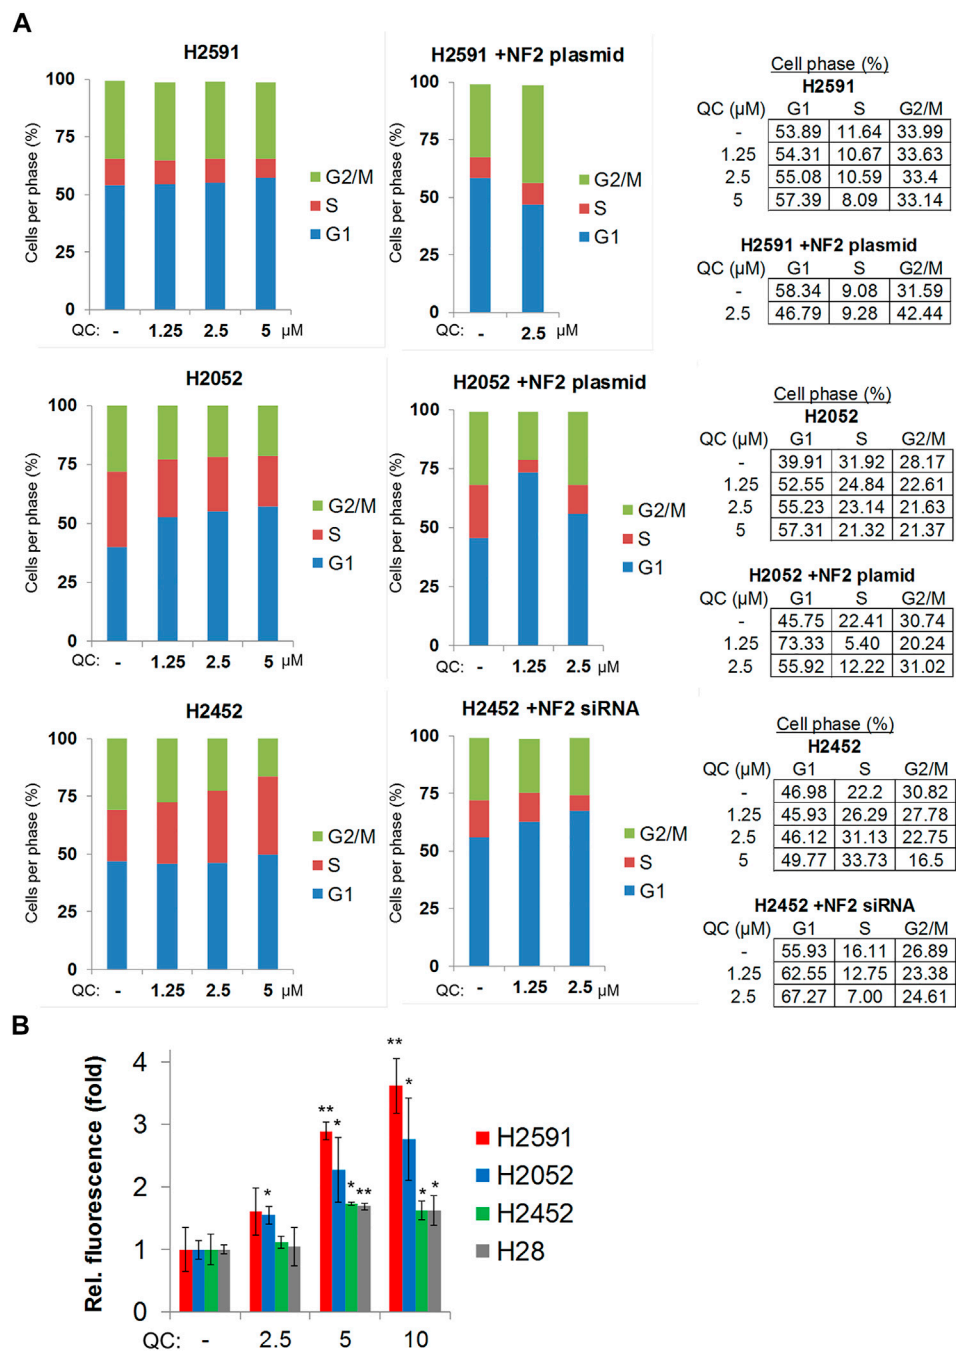 A
H2591
100
75
50
25
0
Cells per phase (%)
G2/M
S
G1
QC: - 1.25 2.5 5 µM
H2591 +NF2 plasmid
100
75
50
25
0
Cells per phase (%)
G2/M
S
G1
- 2.5
Cell phase (%)
H2591
QC (µM) G1 S G2/M
- 53.89 11.64 33.99
1.25 54.31 10.67 33.63
2.5 55.08 10.59 33.4
5 57.39 8.09 33.14
H2591 +NF2 plasmid
QC (µM) G1 S G2/M
- 58.34 9.08 31.59
2.5 46.79 9.28 42.44
H2052
100
75
50
25
0
Cells per phase (%)
G2/M
S
G1
QC: - 1.25 2.5 5 µM
H2052 +NF2 plasmid
100
75
50
25
0
Cells per phase (%)
G2/M
S
G1
QC: - 1.25 2.5 µM
Cell phase (%)
H2052
QC (µM) G1 S G2/M
- 39.91 31.92 28.17
1.25 52.55 24.84 22.61
2.5 55.23 23.14 21.63
5 57.31 21.32 21.37
H2052 +NF2 plamid
QC (µM) G1 S G2/M
- 45.75 22.41 30.74
1.25 73.33 5.40 20.24
2.5 55.92 12.22 31.02
H2452
100
75
50
25
0
Cells per phase (%)
G2/M
S
G1
QC: - 1.25 2.5 5 µM
H2452 +NF2 siRNA
100
75
50
25
0
Cells per phase (%)
G2/M
S
G1
QC: - 1.25 2.5 µM
Cell phase (%)
H2452
QC (µM) G1 S G2/M
- 46.98 22.2 30.82
1.25 45.93 26.29 27.78
2.5 46.12 31.13 22.75
5 49.77 33.73 16.5
H2452 +NF2 siRNA
QC (µM) G1 S G2/M
- 55.93 16.11 26.89
1.25 62.55 12.75 23.38
2.5 67.27 7.00 24.61
B
Rel. fluorescence (fold)
4
3
2
1
0
*
** * * **
** * * *
H2591
H2052
H2452
H28
QC: - 2.5 5 10